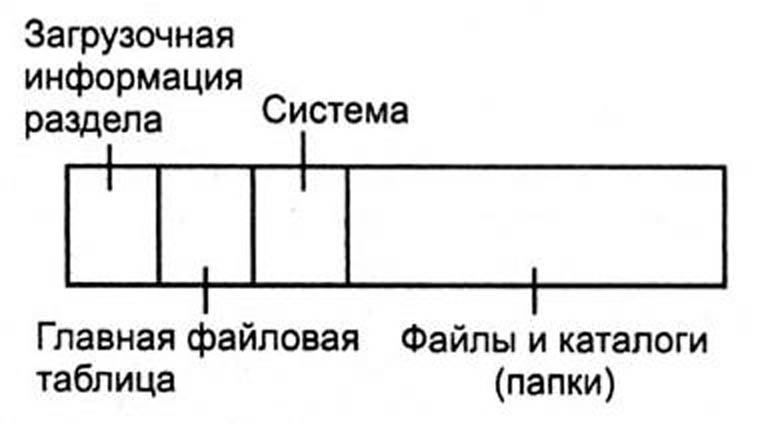 Загрузочная
информация
раздела
Система
Главная файловая
таблица
Файлы и каталоги
(папки)